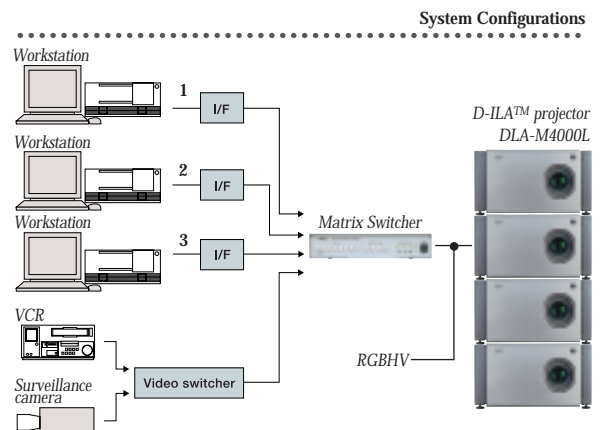 System Configurations
Workstation
1
I/F
D-ILA™ projector
DLA-M4000L
Workstation
2
I/F
Matrix Switcher
Workstation
3
I/F
VCR
RGBHV
Video switcher
Surveillance
camera